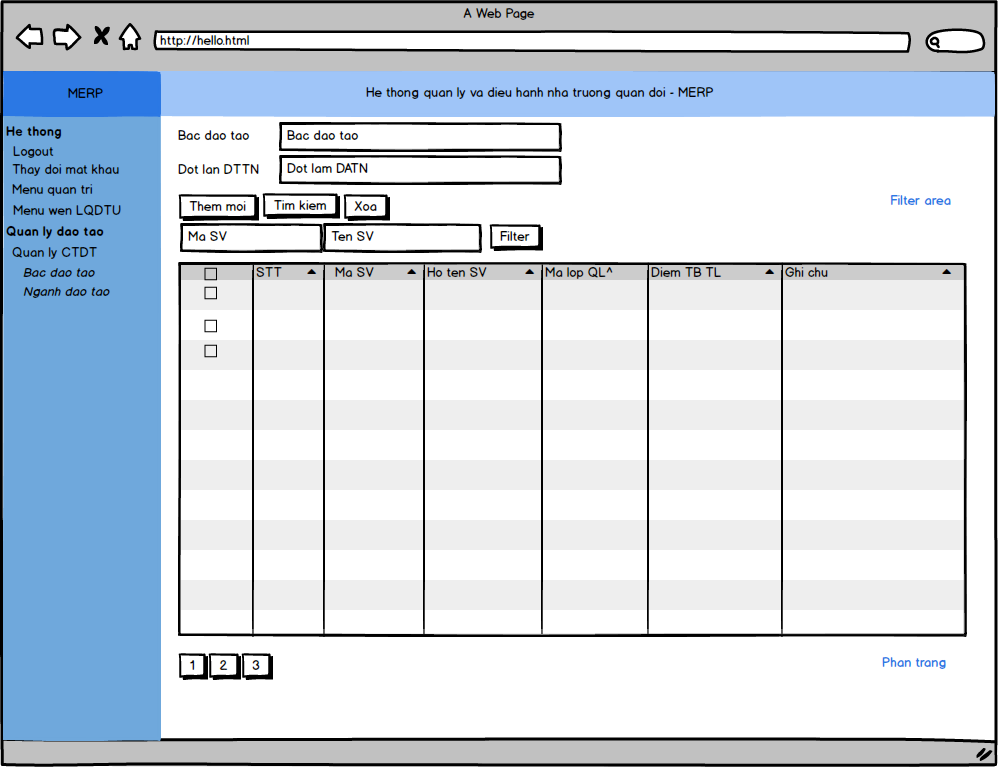 A Web Page
http://hello.html
MERP
He thong quan ly va dieu hanh nha truong quan doi - MERP
He thong
Logout
Thay doi mat khau
Menu quan tri
Menu wen LQDTU
Quan ly dao tao
Quan ly CTDT
Bac dao tao
Nganh dao tao
Bac dao tao
Bac dao tao
Dot lan DTTN
Dot lam DATN
Them moi Tim kiem Xoa
Filter area
Ma SV Ten SV Filter
STT Ma SV Ho ten SV Ma lop QL^ Diem TB TL Ghi chu
1 2 3
Phan trang